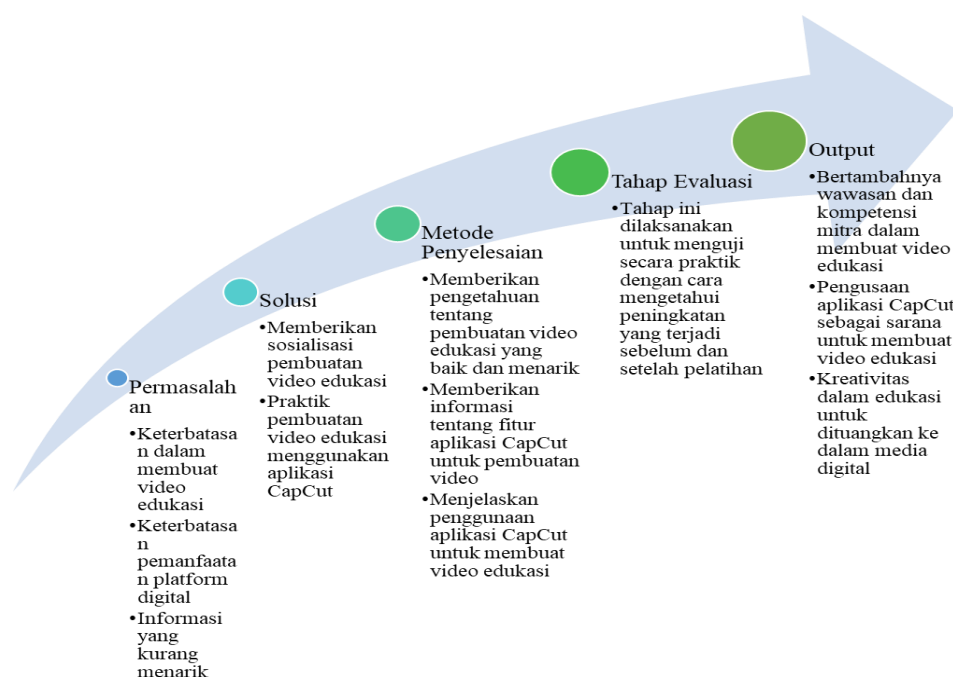 Permasalah
an
•Keterbatasa
n dalam
membuat
video
edukasi
•Keterbatasa
n
pemanfaata
n platform
digital
•Informasi
yang
kurang
menarik
Solusi
•Memberikan
sosialisasi
pembuatan
video edukasi
•Praktik
pembuatan
video edukasi
menggunakan
aplikasi
CapCut
Metode
Penyelesaian
•Memberikan
pengetahuan
tentang
pembuatan video
edukasi yang
baik dan menarik
•Memberikan
informasi
tentang fitur
aplikasi CapCut
untuk pembuatan
video
•Menjelaskan
penggunaan
aplikasi CapCut
untuk membuat
video edukasi
Tahap Evaluasi
•Tahap ini
dilaksanakan
untuk menguji
secara praktik
dengan cara
mengetahui
peningkatan
yang terjadi
sebelum dan
setelah pelatihan
Output
•Bertambahnya
wawasan dan
kompetensi
mitra dalam
membuat video
edukasi
•Pengusaan
aplikasi CapCut
sebagai sarana
untuk membuat
video edukasi
•Kreativitas
dalam edukasi
untuk
dituangkan ke
dalam media
digital